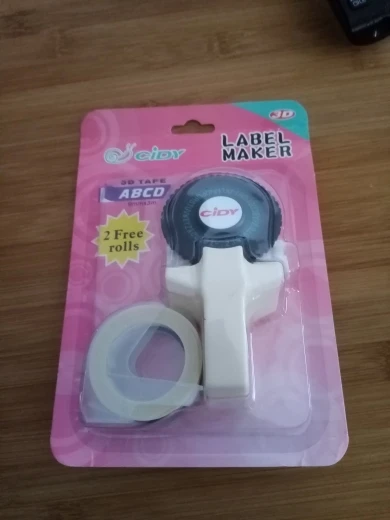 3D
CiDY
LABEL
MAKER
3D TAPE
ABCD
2 Free
rolls
CiDY